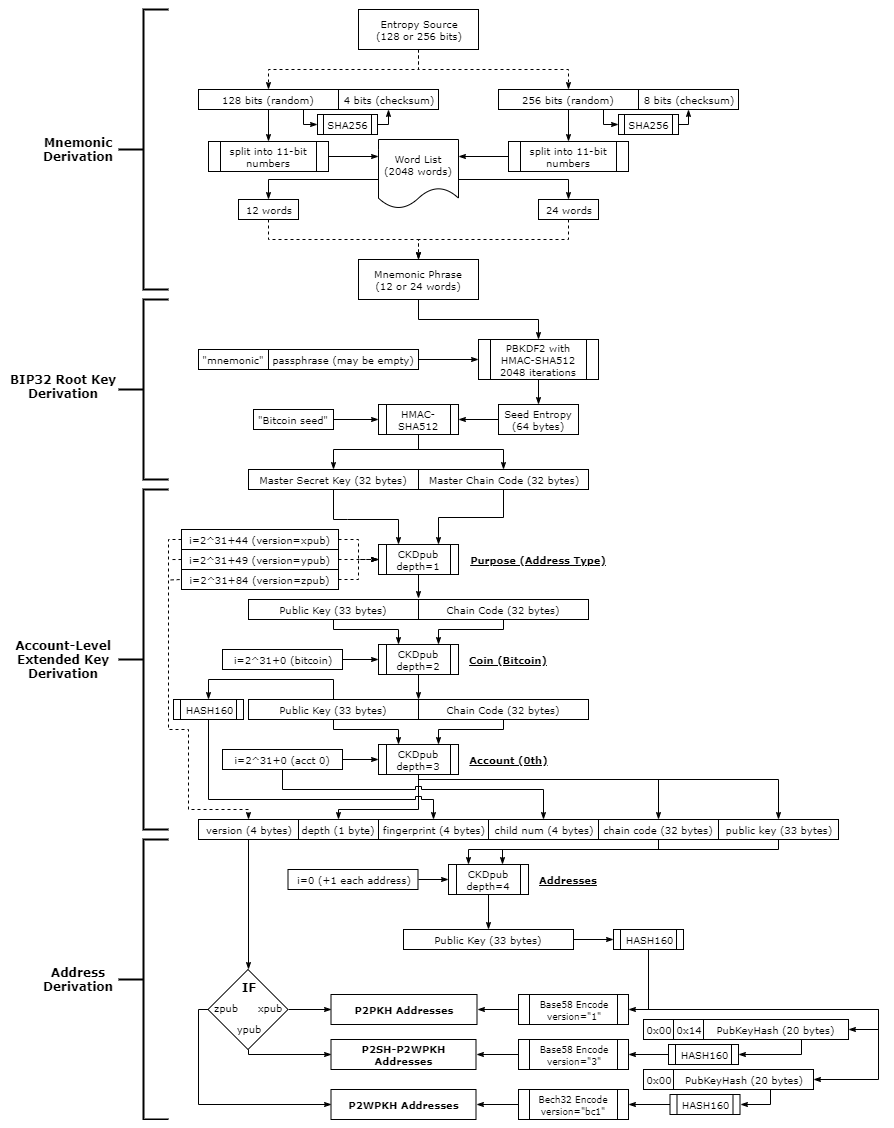 Entropy Source
(128 or 256 bits)
128 bits (random)
4 bits (checksum)
256 bits (random)
8 bits (checksum)
SHA256
SHA256
Mnemonic
Derivation
split into 11-bit
numbers
Word List
(2048 words)
split into 11-bit
numbers
12 words
24 words
Mnemonic Phrase
(12 or 24 words)
BIP32 Root Key
Derivation
"mnemonic"
passphrase (may be empty)
PBKDF2 with
HMAC-SHA512
2048 iterations
"Bitcoin seed"
HMAC-
SHA512
Seed Entropy
(64 bytes)
Master Secret Key (32 bytes)
Master Chain Code (32 bytes)
Account-Level
Extended Key
Derivation
i=2^31+44 (version=xpub)
i=2^31+49 (version=ypub)
i=2^31+84 (version=zpub)
CKDpub
depth=1
Purpose (Address Type)
Public Key (33 bytes)
Chain Code (32 bytes)
i=2^31+0 (bitcoin)
CKDpub
depth=2
Coin (Bitcoin)
HASH160
Public Key (33 bytes)
Chain Code (32 bytes)
i=2^31+0 (acct 0)
CKDpub
depth=3
Account (0th)
version (4 bytes)
depth (1 byte)
fingerprint (4 bytes)
child num (4 bytes)
chain code (32 bytes)
public key (33 bytes)
Address
Derivation
i=0 (+1 each address)
CKDpub
depth=4
Addresses
Public Key (33 bytes)
HASH160
IF
zpub
xpub
ypub
P2PKH Addresses
Base58 Encode
version="1"
0x00
0x14
PubKeyHash (20 bytes)
P2SH-P2WPKH
Addresses
Base58 Encode
version="3"
HASH160
0x00
PubKeyHash (20 bytes)
P2WPKH Addresses
Bech32 Encode
version="bc1"
HASH160